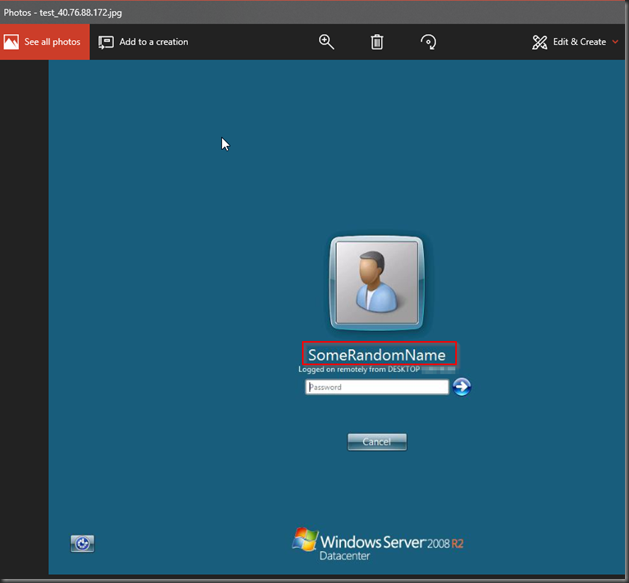 Photos - test_40.76.88.172.jpg
See all photos
Add to a creation
Edit & Create
SomeRandomName
Logged on remotely from DESKTOP
Password
Cancel
Windows Server 2008 R2
Datacenter